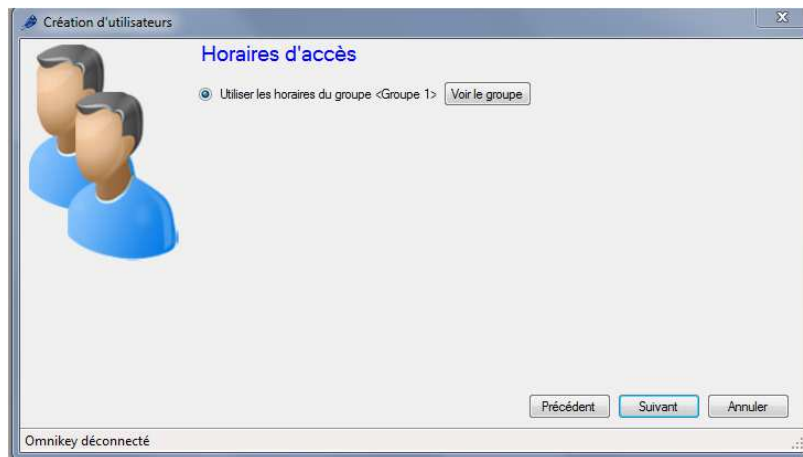 Création d'utilisateurs
Horaires d'accès
Utiliser les horaires du groupe <Groupe 1> Voir le groupe
Précédent Suivant Annuler
Omnikey déconnecté